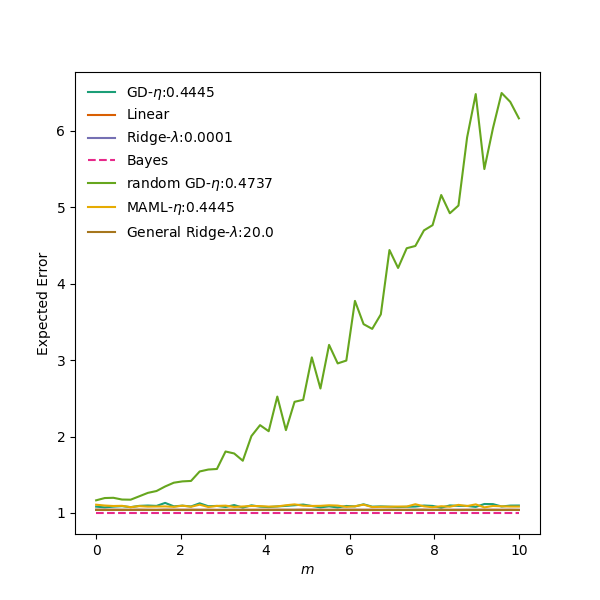 GD-η:0.4445
Linear
Ridge-λ:0.0001
Bayes
random GD-η:0.4737
MAML-η:0.4445
General Ridge-λ:20.0
Expected Error
6
5
4
3
2
1
0 2 4 6 8 10
m